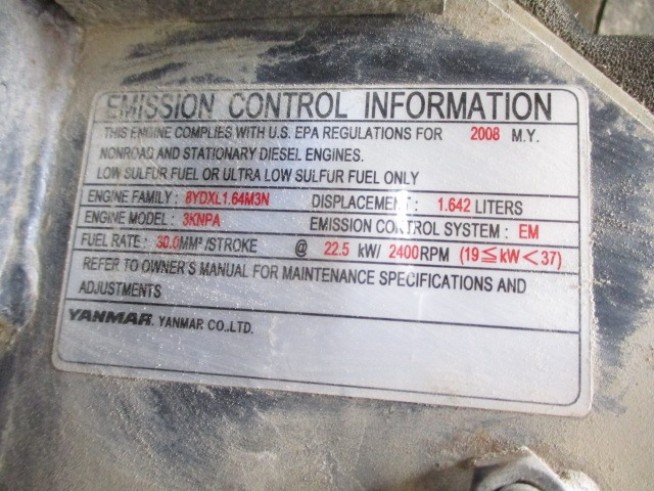 EMISSION CONTROL INFORMATION
THIS ENGINE COMPLIES WITH U.S. EPA REGULATIONS FOR 2008 M.Y.
NONROAD AND STATIONARY DIESEL ENGINES.
LOW SULFUR FUEL OR ULTRA LOW SULFUR FUEL ONLY
ENGINE FAMILY : 8YDXL1.64M3N DISPLACEMENT : 1.642 LITERS
ENGINE MODEL : 3KNPA EMISSION CONTROL SYSTEM : EM
FUEL RATE : 30.0MM³/STROKE @ 22.5 kW/ 2400RPM (19≦kW<37)
REFER TO OWNER'S MANUAL FOR MAINTENANCE SPECIFICATIONS AND
ADJUSTMENTS
YANMAR. YANMAR CO.,LTD.